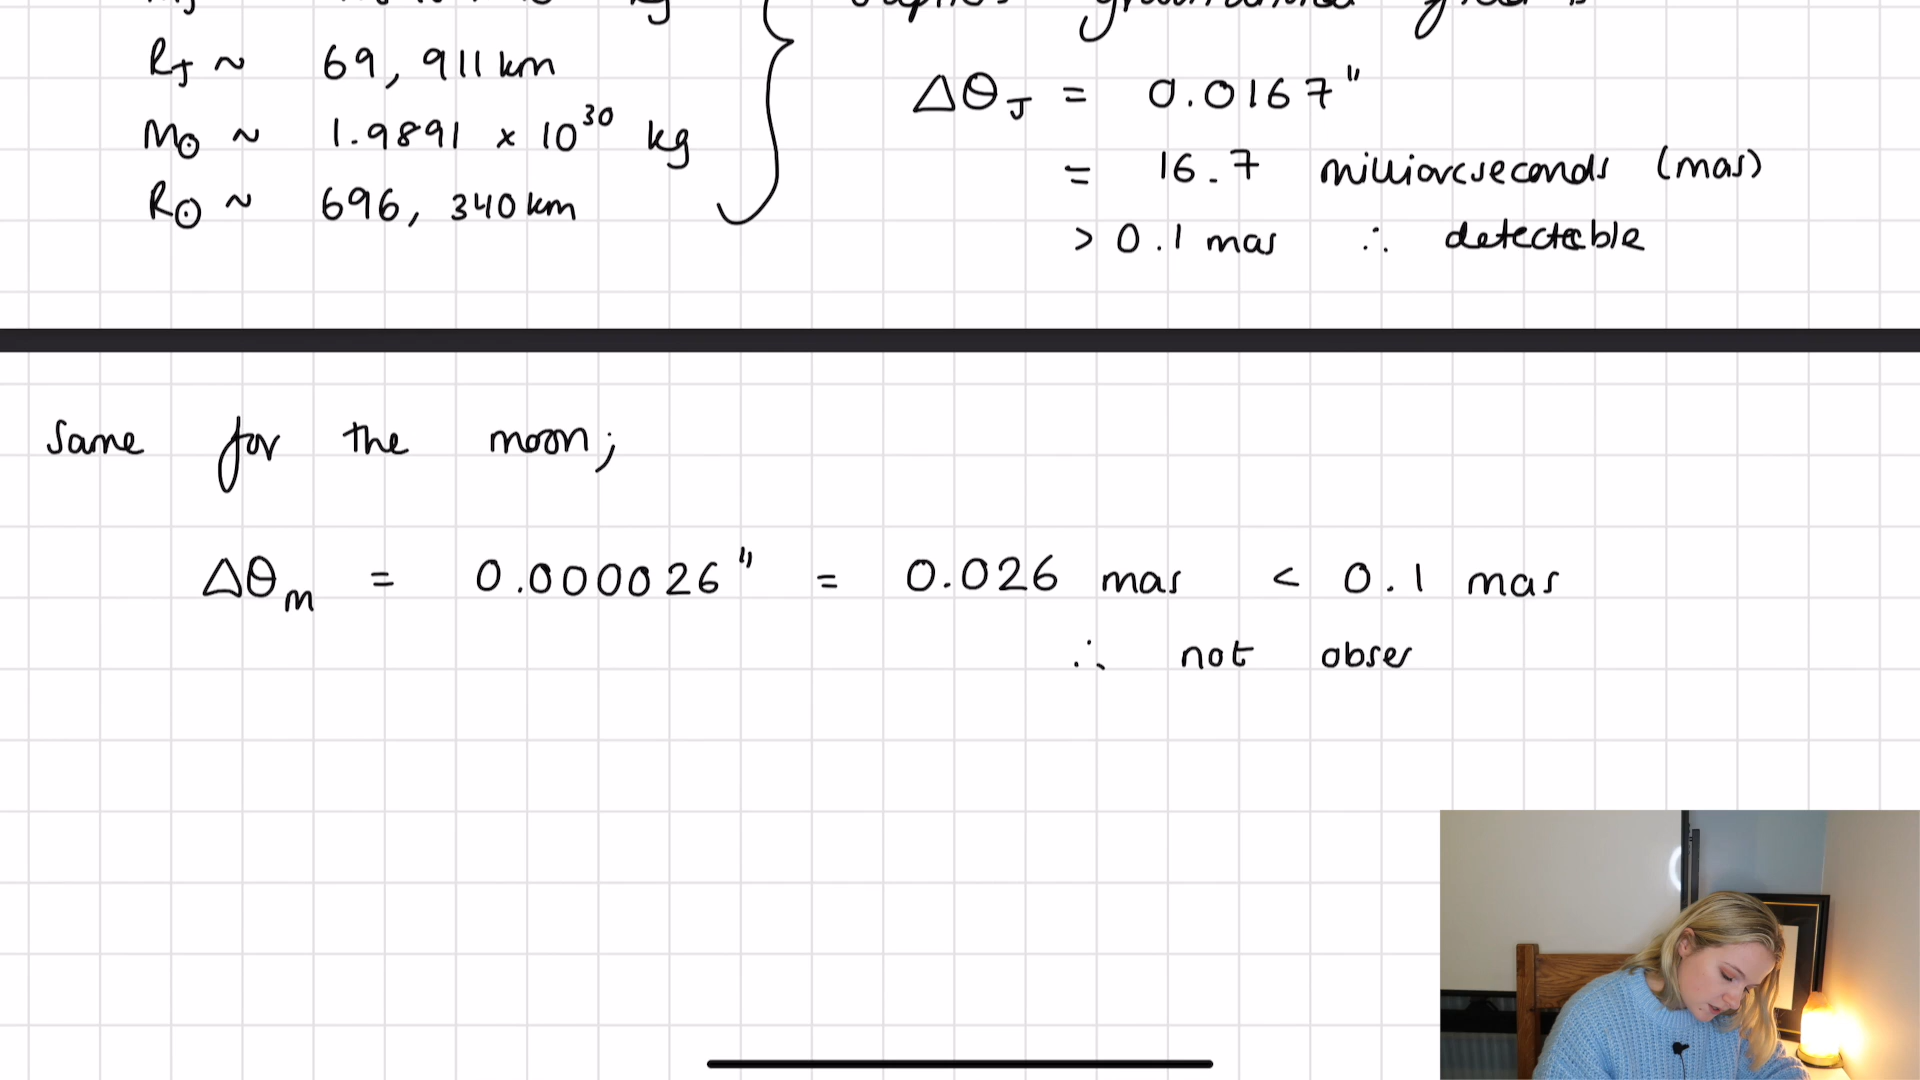 R_J ~ 69, 911 km
M_⊙ ~ 1.9891 × 10^30 kg
R_⊙ ~ 696, 340 km
Δθ_J = 0.0167"
= 16.7 milliarcseconds (mas)
> 0.1 mas ∴ detectable
Same for the moon;
Δθ_m = 0.000026" = 0.026 mas < 0.1 mas
∴ not obser